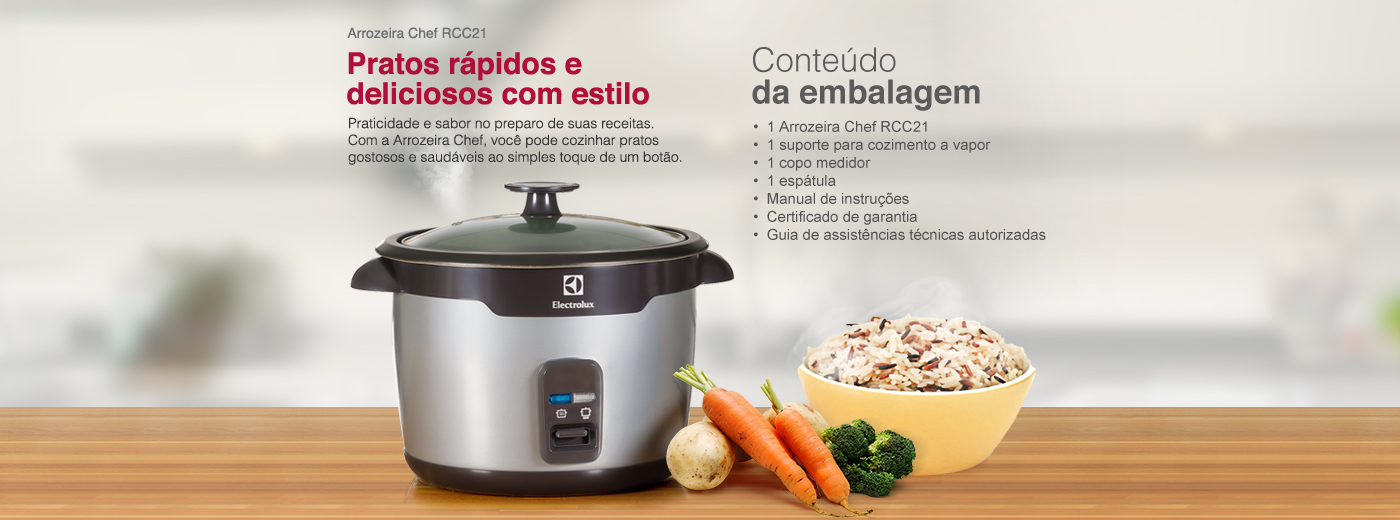 Arrozeira Chef RCC21
Pratos rápidos e
deliciosos com estilo
Praticidade e sabor no preparo de suas receitas.
Com a Arrozeira Chef, você pode cozinhar pratos
gostosos e saudáveis ao simples toque de um botão.
Conteúdo
da embalagem
• 1 Arrozeira Chef RCC21
• 1 suporte para cozimento a vapor
• 1 copo medidor
• 1 espátula
• Manual de instruções
• Certificado de garantia
• Guia de assistências técnicas autorizadas
Electrolux